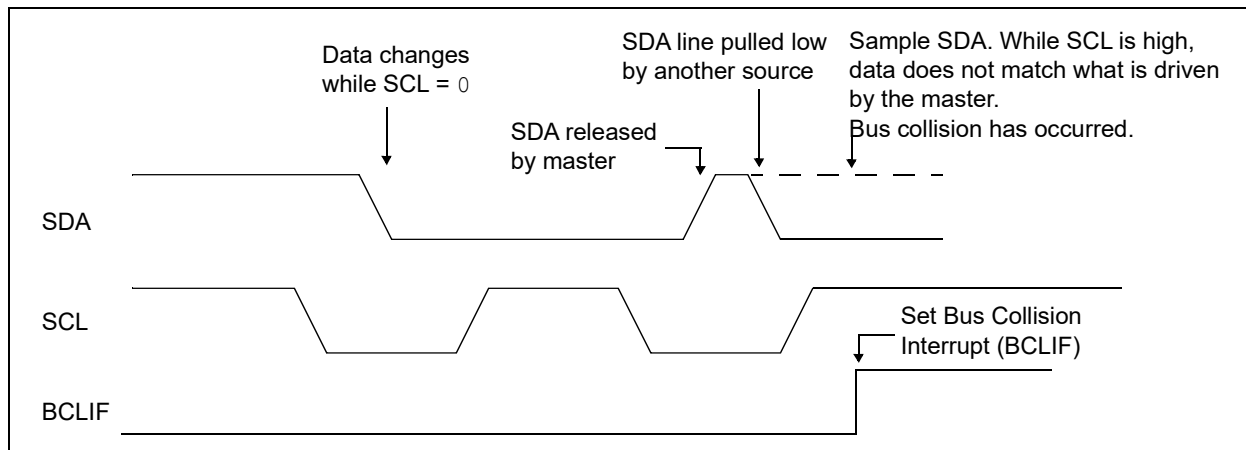 Data changes
while SCL = 0
SDA line pulled low
by another source
Sample SDA. While SCL is high,
data does not match what is driven
by the master.
Bus collision has occurred.
SDA released
by master
SDA
SCL
Set Bus Collision
Interrupt (BCLIF)
BCLIF